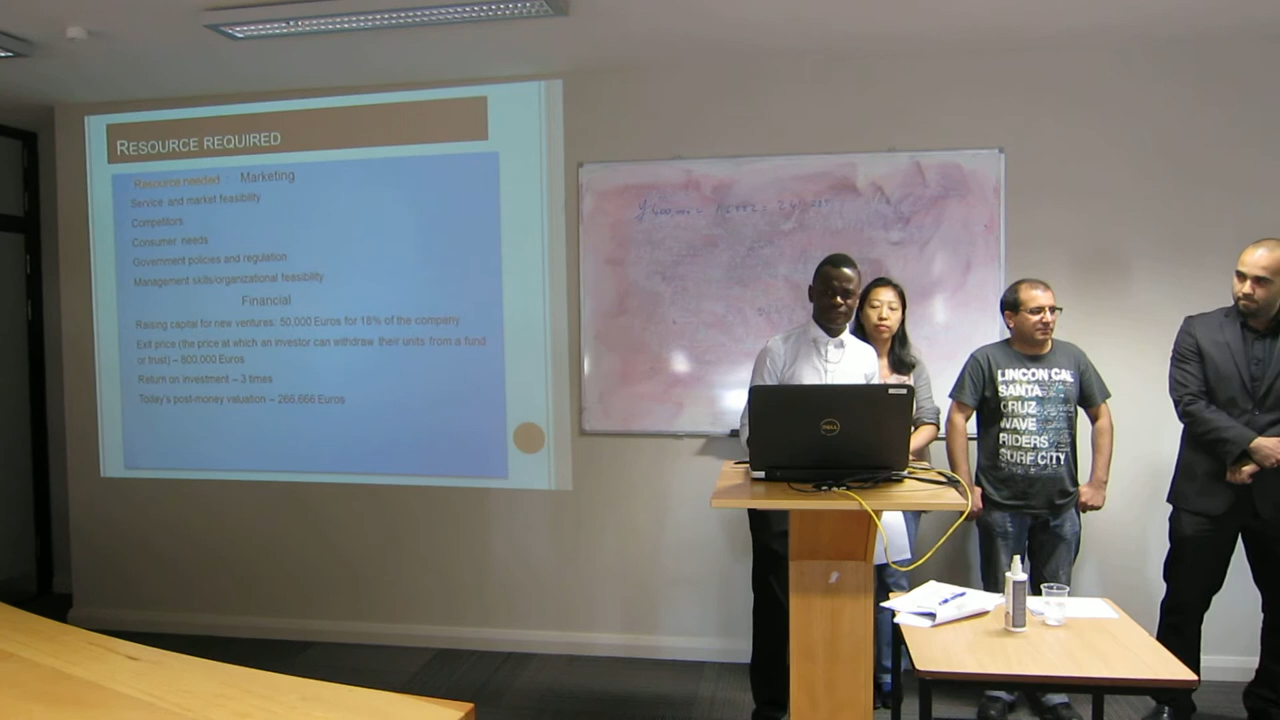 RESOURCE REQUIRED
Resource needed : Marketing
Service and market feasibility
Competitors
Consumer needs
Government policies and regulation
Management skills/organizational feasibility
Financial
Raising capital for new ventures: 50,000 Euros for 18% of the company
Exit price (the price at which an investor can withdraw their units from a fund
or trust) – 800,000 Euros
Return on investment – 3 times
Today's post-money valuation – 266,666 Euros
DELL
LINCON CAL
SANTA
CRUZ
WAVE
RIDERS
SURF CITY